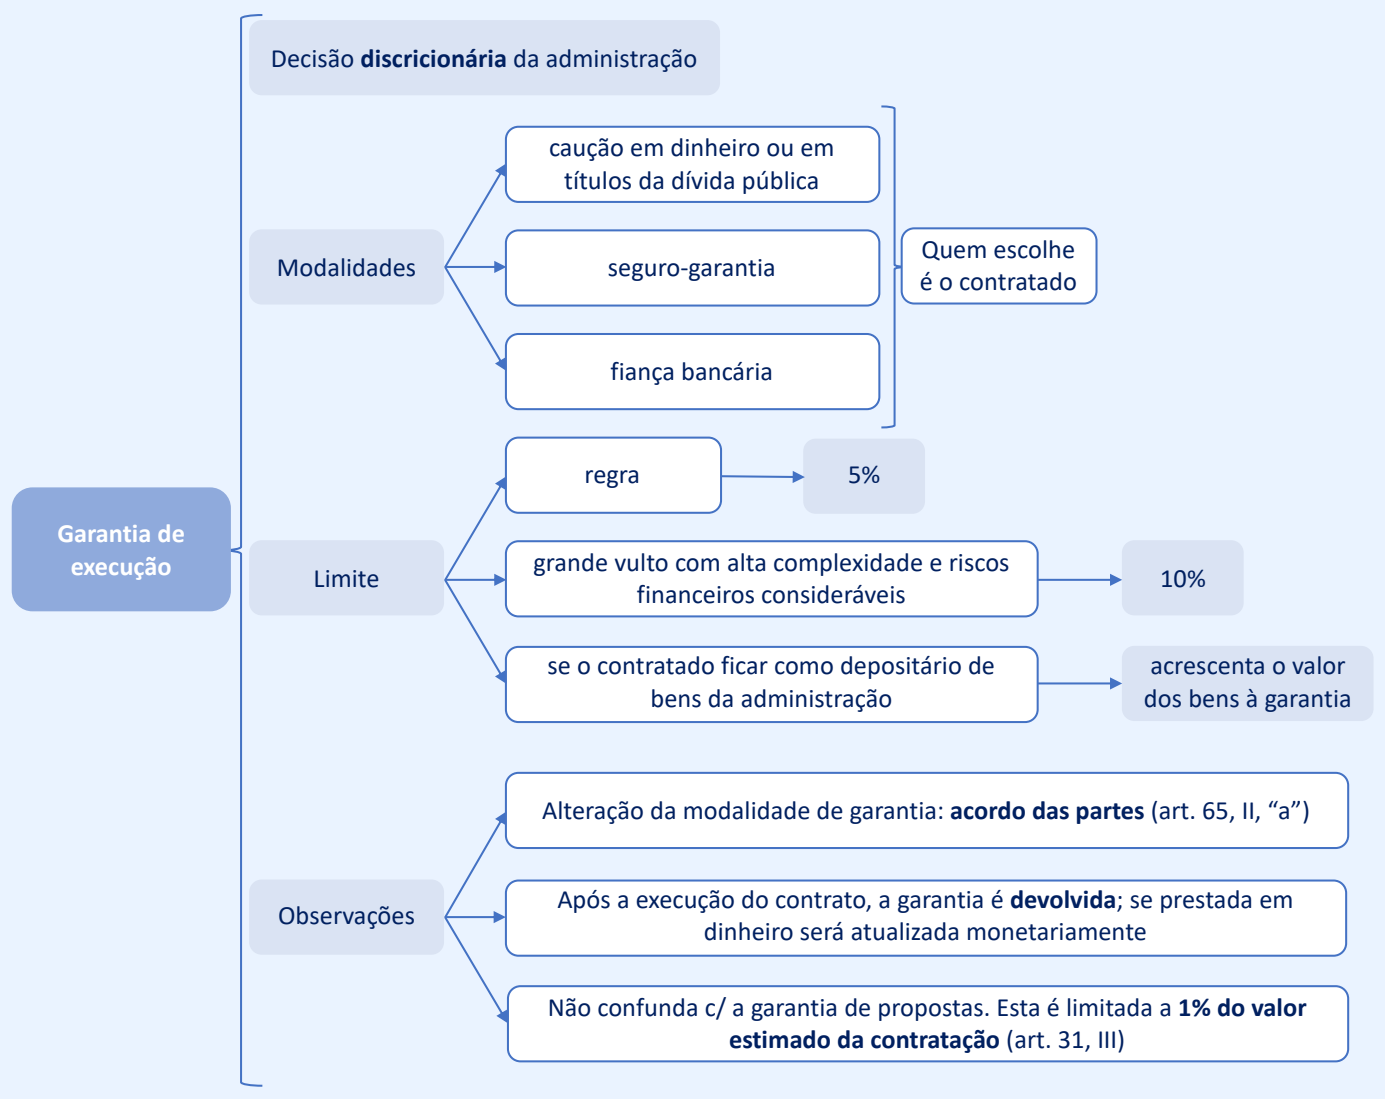 Garantia de
execução
Decisão discricionária da administração
Modalidades
caução em dinheiro ou em
títulos da dívida pública
seguro-garantia
fiança bancária
Quem escolhe
é o contratado
Limite
regra
5%
grande vulto com alta complexidade e riscos
financeiros consideráveis
10%
se o contratado ficar como depositário de
bens da administração
acrescenta o valor
dos bens à garantia
Observações
Alteração da modalidade de garantia: acordo das partes (art. 65, II, “a”)
Após a execução do contrato, a garantia é devolvida; se prestada em
dinheiro será atualizada monetariamente
Não confunda c/ a garantia de propostas. Esta é limitada a 1% do valor
estimado da contratação (art. 31, III)